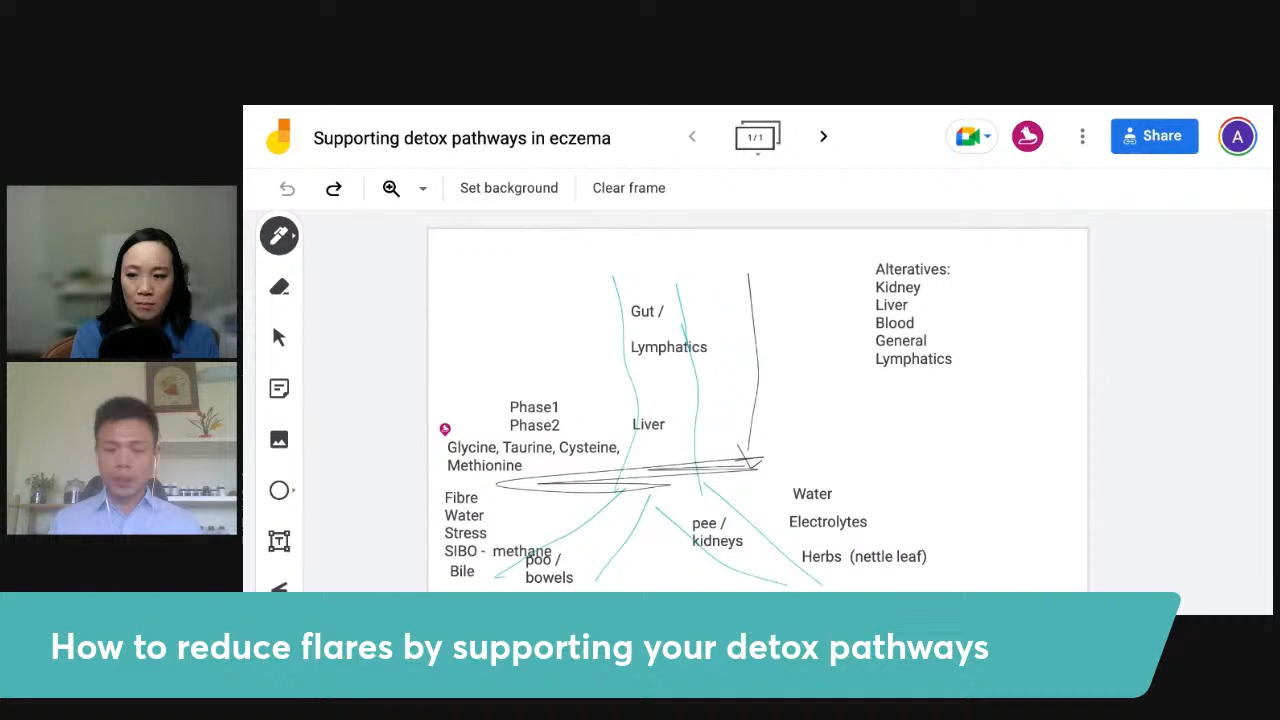 Supporting detox pathways in eczema
1/1
Share
A
Set background
Clear frame
Gut /
Lymphatics
Alteratives:
Kidney
Liver
Blood
General
Lymphatics
Phase1
Phase2
Liver
Glycine, Taurine, Cysteine,
Methionine
Fibre
Water
Stress
SIBO - methane
Bile
poo /
bowels
pee /
kidneys
Water
Electrolytes
Herbs (nettle leaf)
How to reduce flares by supporting your detox pathways